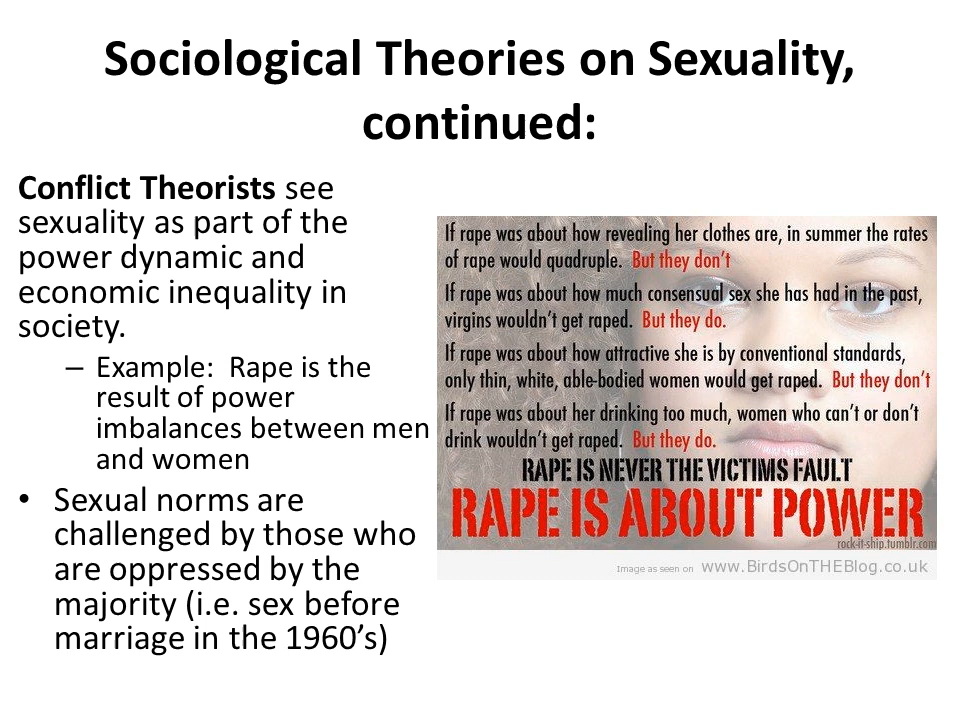 Sociological Theories on Sexuality,
continued:
Conflict Theorists see
sexuality as part of the
power dynamic and
economic inequality in
society.
– Example: Rape is the
result of power
imbalances between men
and women
• Sexual norms are
challenged by those who
are oppressed by the
majority (i.e. sex before
marriage in the 1960’s)
If rape was about how revealing her clothes are, in summer the rates
of rape would quadruple. But they don’t
If rape was about how much consensual sex she has had in the past,
virgins wouldn’t get raped. But they do.
If rape was about how attractive she is by conventional standards,
only thin, white, able-bodied women would get raped. But they don’t
If rape was about her drinking too much, women who can’t or don’t
drink wouldn’t get raped. But they do.
RAPE IS NEVER THE VICTIMS FAULT
RAPE IS ABOUT POWER
rock-it-ship.tumblr.com
Image as seen on www.BirdsOnTHEBlog.co.uk